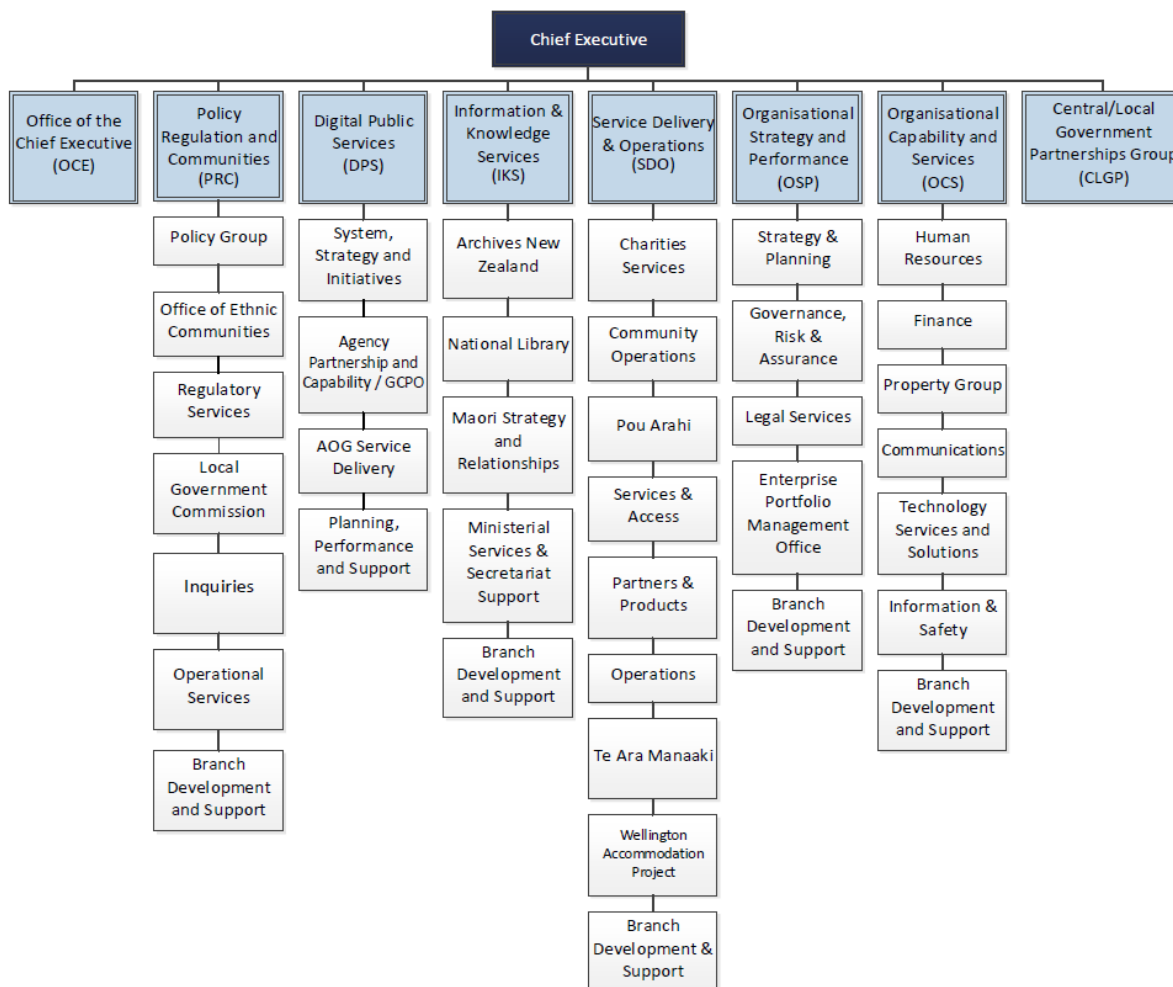 Chief Executive
Office of the
Chief Executive
(OCE)
Policy
Regulation and
Communities
(PRC)
Digital Public
Services
(DPS)
Information &
Knowledge
Services
(IKS)
Service Delivery
& Operations
(SDO)
Organisational
Strategy and
Performance
(OSP)
Organisational
Capability and
Services
(OCS)
Central/Local
Government
Partnerships Group
(CLGP)
Policy Group
Office of Ethnic
Communities
Regulatory
Services
Local
Government
Commission
Inquiries
Operational
Services
Branch
Development
and Support
System,
Strategy and
Initiatives
Agency
Partnership and
Capability / GCPO
AOG Service
Delivery
Planning,
Performance
and Support
Archives New
Zealand
National Library
Maori Strategy
and
Relationships
Ministerial
Services &
Secretariat
Support
Branch
Development
and Support
Charities
Services
Community
Operations
Pou Arahi
Services &
Access
Partners &
Products
Operations
Te Ara Manaaki
Wellington
Accommodation
Project
Branch
Development &
Support
Strategy &
Planning
Governance,
Risk &
Assurance
Legal Services
Enterprise
Portfolio
Management
Office
Branch
Development
and Support
Human
Resources
Finance
Property Group
Communications
Technology
Services and
Solutions
Information &
Safety
Branch
Development
and Support